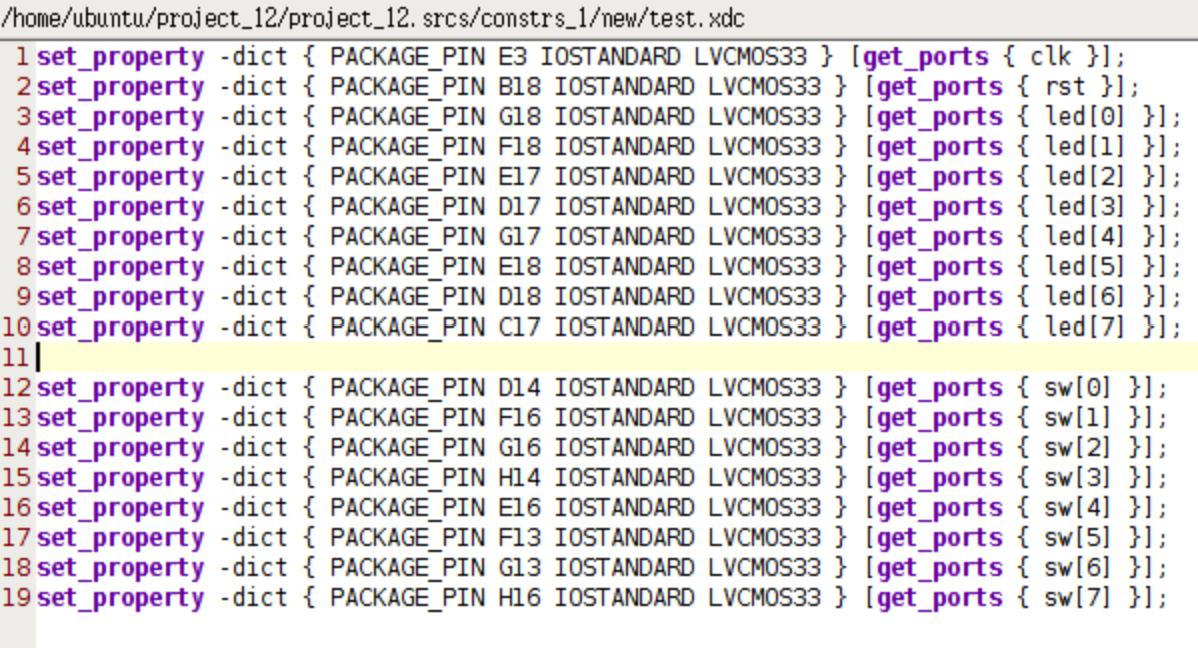 /home/ubuntu/project_12/project_12.srcs/constrs_1/new/test.xdc
1 set_property -dict { PACKAGE_PIN E3 IOSTANDARD LVCMOS33 } [get_ports { clk }];
2 set_property -dict { PACKAGE_PIN B18 IOSTANDARD LVCMOS33 } [get_ports { rst }];
3 set_property -dict { PACKAGE_PIN G18 IOSTANDARD LVCMOS33 } [get_ports { led[0] }];
4 set_property -dict { PACKAGE_PIN F18 IOSTANDARD LVCMOS33 } [get_ports { led[1] }];
5 set_property -dict { PACKAGE_PIN E17 IOSTANDARD LVCMOS33 } [get_ports { led[2] }];
6 set_property -dict { PACKAGE_PIN D17 IOSTANDARD LVCMOS33 } [get_ports { led[3] }];
7 set_property -dict { PACKAGE_PIN G17 IOSTANDARD LVCMOS33 } [get_ports { led[4] }];
8 set_property -dict { PACKAGE_PIN E18 IOSTANDARD LVCMOS33 } [get_ports { led[5] }];
9 set_property -dict { PACKAGE_PIN D18 IOSTANDARD LVCMOS33 } [get_ports { led[6] }];
10 set_property -dict { PACKAGE_PIN C17 IOSTANDARD LVCMOS33 } [get_ports { led[7] }];
11
12 set_property -dict { PACKAGE_PIN D14 IOSTANDARD LVCMOS33 } [get_ports { sw[0] }];
13 set_property -dict { PACKAGE_PIN F16 IOSTANDARD LVCMOS33 } [get_ports { sw[1] }];
14 set_property -dict { PACKAGE_PIN G16 IOSTANDARD LVCMOS33 } [get_ports { sw[2] }];
15 set_property -dict { PACKAGE_PIN H14 IOSTANDARD LVCMOS33 } [get_ports { sw[3] }];
16 set_property -dict { PACKAGE_PIN E16 IOSTANDARD LVCMOS33 } [get_ports { sw[4] }];
17 set_property -dict { PACKAGE_PIN F13 IOSTANDARD LVCMOS33 } [get_ports { sw[5] }];
18 set_property -dict { PACKAGE_PIN G13 IOSTANDARD LVCMOS33 } [get_ports { sw[6] }];
19 set_property -dict { PACKAGE_PIN H16 IOSTANDARD LVCMOS33 } [get_ports { sw[7] }];